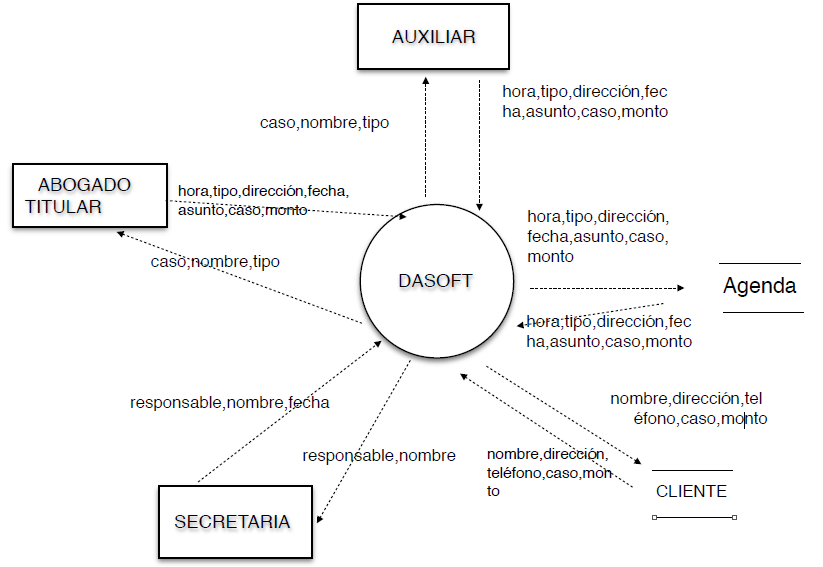 AUXILIAR
hora,tipo,dirección,fec
ha,asunto,caso,monto
caso,nombre,tipo
ABOGADO
TITULAR
hora,tipo,dirección,fecha,
asunto,caso,monto
hora,tipo,dirección,
fecha,asunto,caso,
monto
caso,nombre,tipo
DASOFT
Agenda
hora,tipo,dirección,fec
ha,asunto,caso,monto
responsable,nombre,fecha
nombre,dirección,tel
éfono,caso,monto
responsable,nombre
nombre,dirección,
teléfono,caso,mon
to
CLIENTE
SECRETARIA